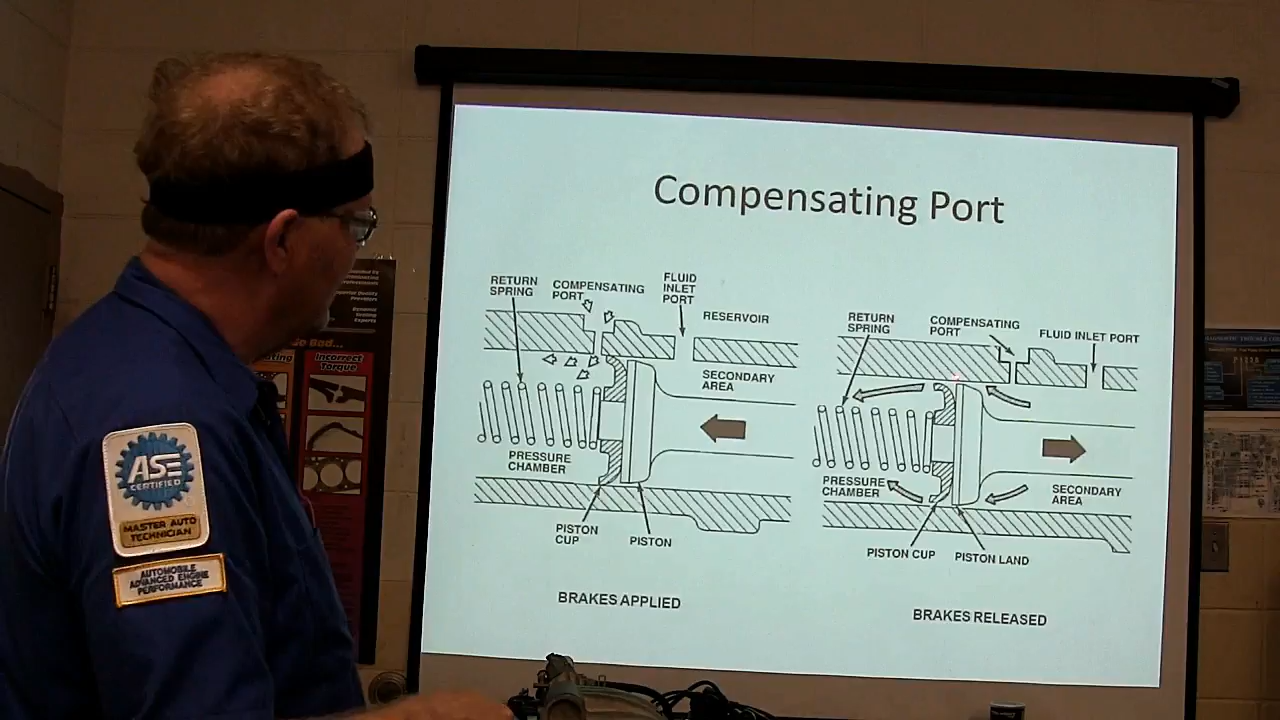 Compensating Port
RETURN
SPRING
COMPENSATING
PORT
FLUID
INLET
PORT
RESERVOIR
SECONDARY
AREA
PRESSURE
CHAMBER
PISTON
CUP
PISTON
BRAKES APPLIED
RETURN
SPRING
COMPENSATING
PORT
FLUID INLET PORT
PRESSURE
CHAMBER
SECONDARY
AREA
PISTON CUP
PISTON LAND
BRAKES RELEASED
ASE
CERTIFIED
MASTER AUTO
TECHNICIAN
AUTOMOBILE
ADVANCED ENGINE
PERFORMANCE
Go Bad...
Incorrect
Torque